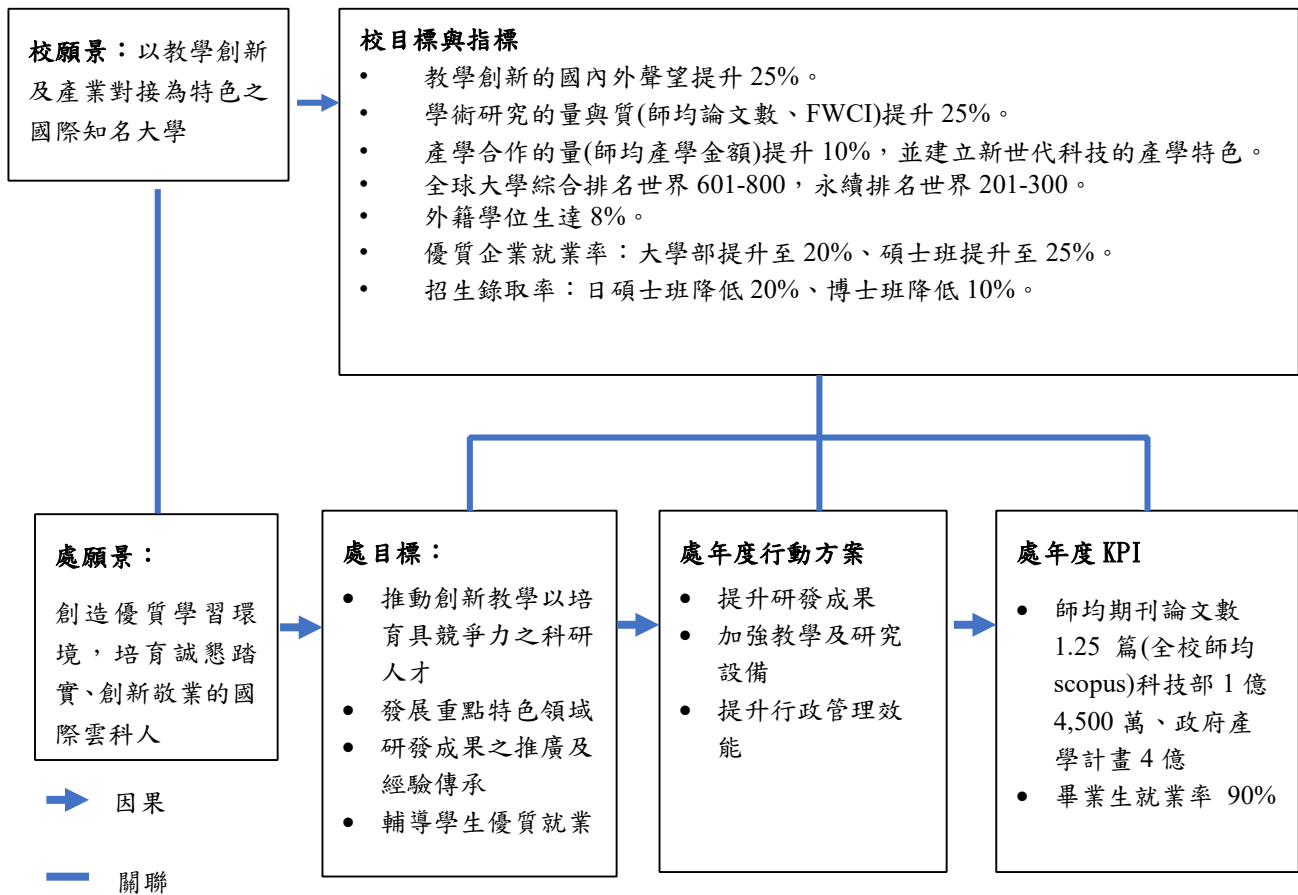 校願景：以教學創新
及產業對接為特色之
國際知名大學
校目標與指標
• 教學創新的國內外聲望提升 25%。
• 學術研究的量與質(師均論文數、FWCI)提升 25%。
• 產學合作的量(師均產學金額)提升 10%，並建立新世代科技的產學特色。
• 全球大學綜合排名世界 601-800，永續排名世界 201-300。
• 外籍學位生達 8%。
• 優質企業就業率：大學部提升至 20%、碩士班提升至 25%。
• 招生錄取率：日碩士班降低 20%、博士班降低 10%。
處願景：
創造優質學習環
境，培育誠懇踏
實、創新敬業的國
際雲科人
處目標：
• 推動創新教學以培
育具競爭力之科研
人才
• 發展重點特色領域
• 研發成果之推廣及
經驗傳承
• 輔導學生優質就業
處年度行動方案
• 提升研發成果
• 加強教學及研究
設備
• 提升行政管理效
能
處年度 KPI
• 師均期刊論文數
1.25 篇(全校師均
scopus)科技部 1 億
4,500 萬、政府產
學計畫 4 億
• 畢業生就業率 90%
因果
關聯